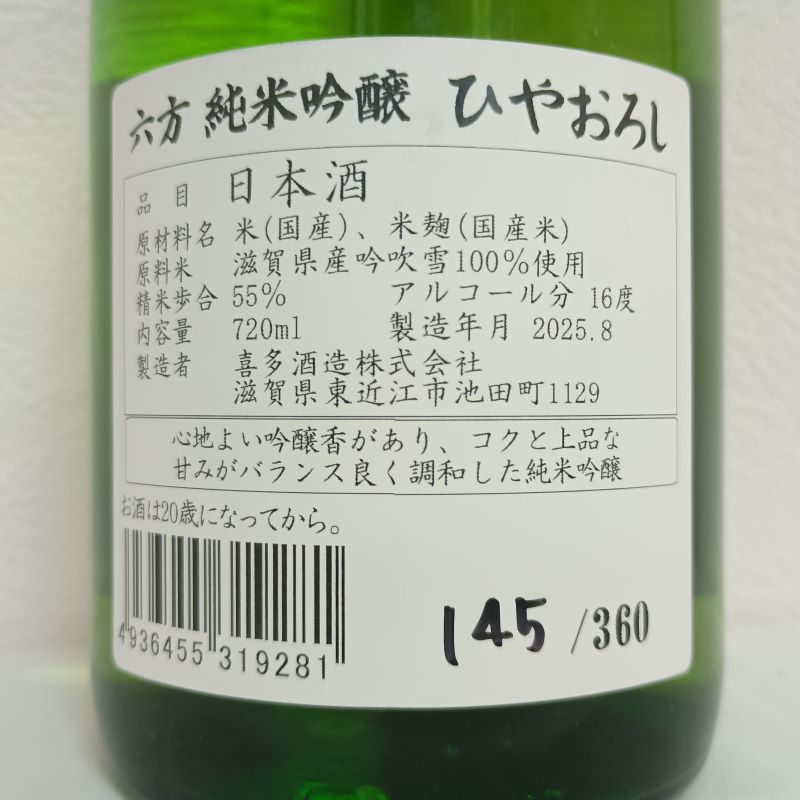 六方 純米吟醸 ひやおろし
品目 日本酒
原材料名 米(国産)、米麹(国産米)
原料米 滋賀県産吟吹雪100%使用
精米歩合 55% アルコール分 16度
内容量 720ml 製造年月 2025.8
製造者 喜多酒造株式会社
滋賀県東近江市池田町1129
心地よい吟醸香があり、コクと上品な
甘みがバランス良く調和した純米吟醸
お酒は20歳になってから。
4936455319281
145/360